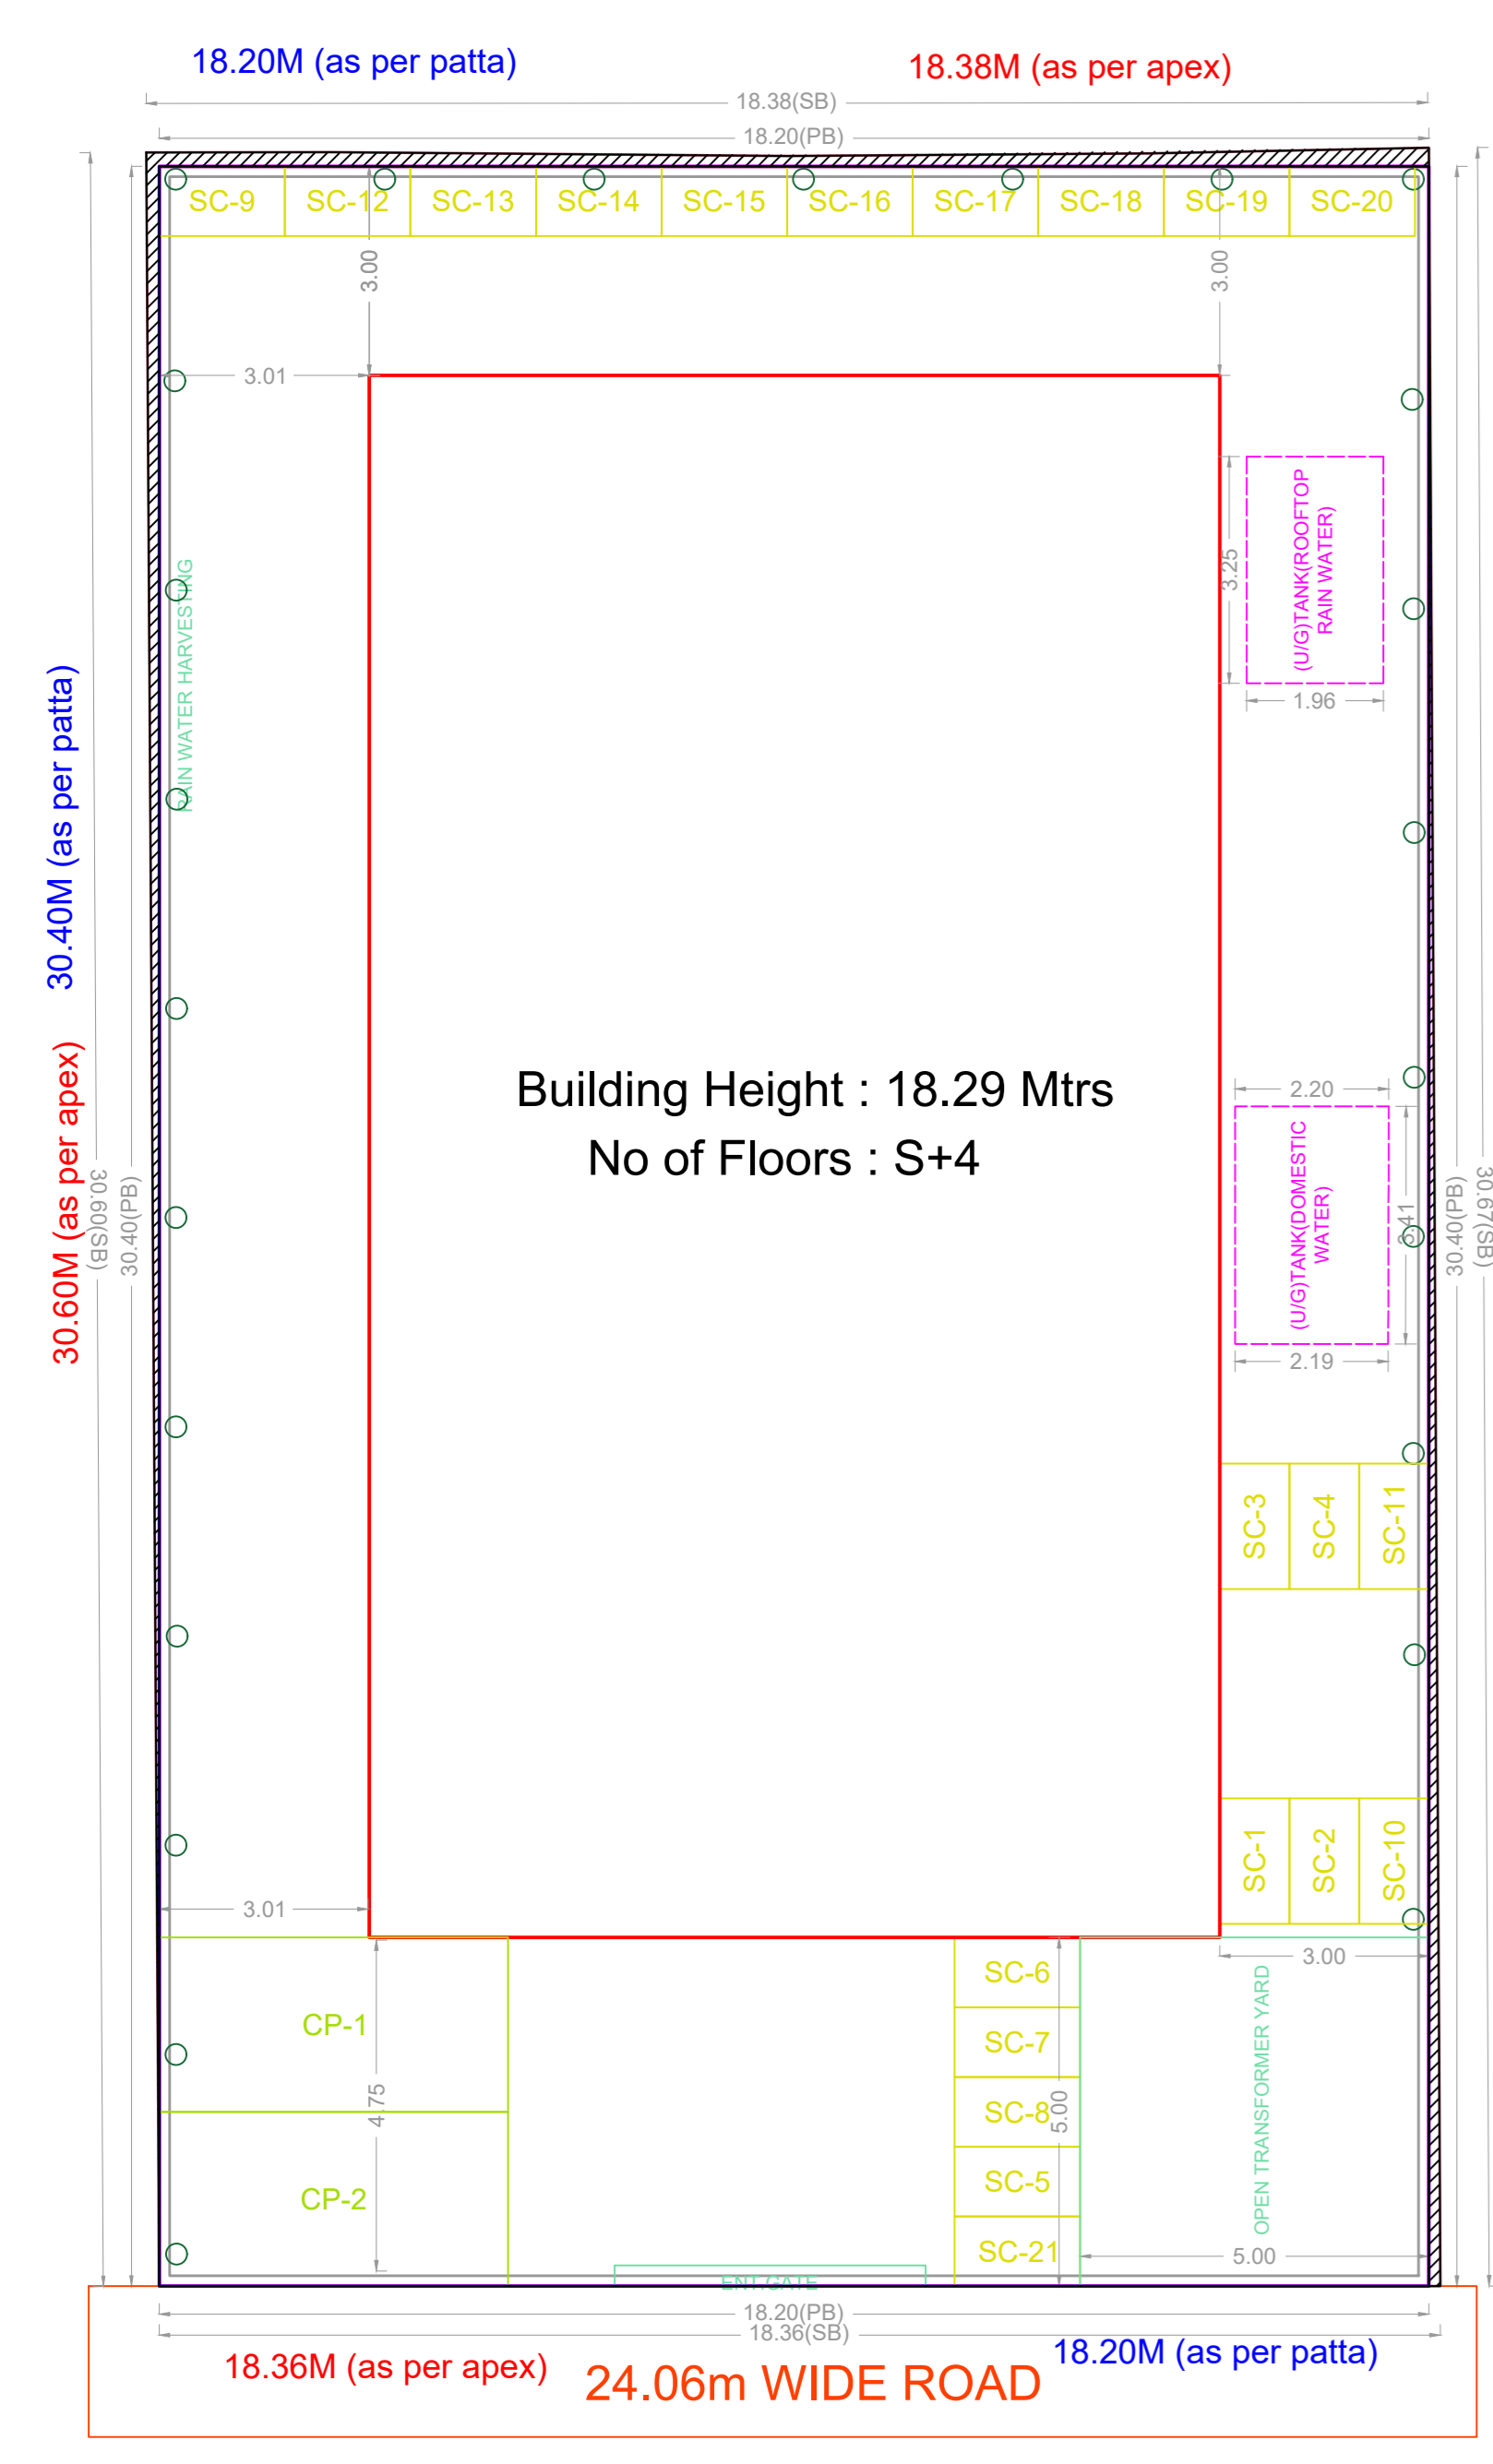 18.20M (as per patta)
18.38M (as per apex)
18.38(SB)
18.20(PB)
SC-9
SC-12
SC-13
SC-14
SC-15
SC-16
SC-17
SC-18
SC-19
SC-20
3.00
3.00
3.01
(U/G)TANK(ROOFTOP
RAIN WATER)
3.25
1.96
RAIN WATER HARVESTING
30.40M (as per patta)
30.60M (as per apex)
30.60(SB)
30.40(PB)
Building Height : 18.29 Mtrs
No of Floors : S+4
2.20
(U/G)TANK(DOMESTIC
WATER)
3.41
2.19
30.40(PB)
30.67(SB)
SC-3
SC-4
SC-11
SC-1
SC-2
SC-10
3.01
3.00
CP-1
4.75
CP-2
SC-6
SC-7
SC-8
5.00
SC-5
SC-21
OPEN TRANSFORMER YARD
5.00
ENT.GATE
18.20(PB)
18.36(SB)
18.36M (as per apex)
18.20M (as per patta)
24.06m WIDE ROAD